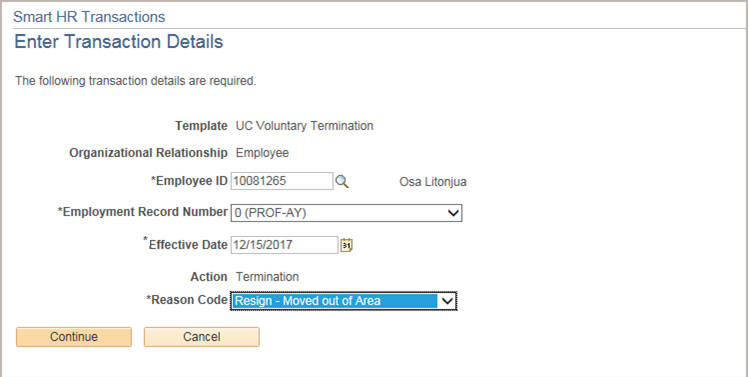 Smart HR Transactions
Enter Transaction Details
The following transaction details are required.
Template UC Voluntary Termination
Organizational Relationship Employee
*Employee ID 10081265 Osa Litonjua
*Employment Record Number 0 (PROF-AY)
*Effective Date 12/15/2017 31
Action Termination
*Reason Code Resign - Moved out of Area
Continue Cancel